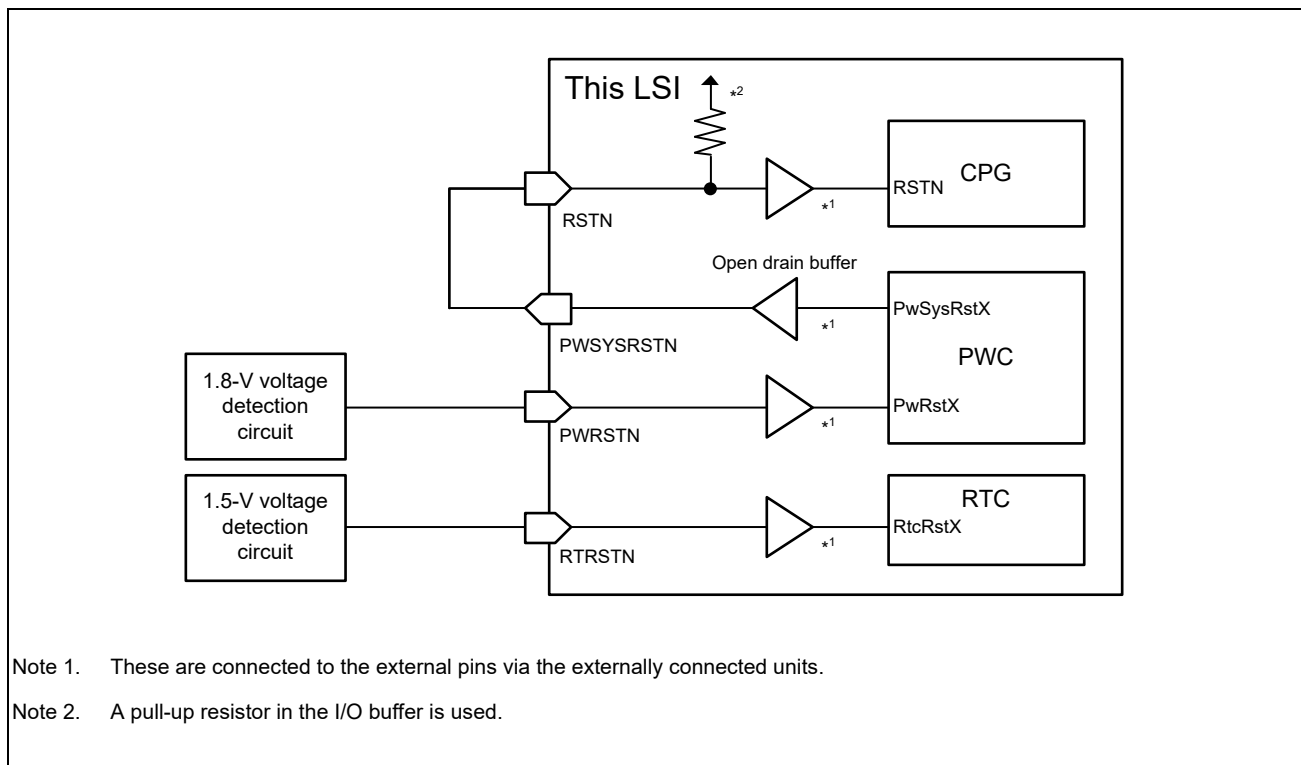 This LSI
*2
CPG
RSTN
*1
RSTN
Open drain buffer
PwSysRstX
*1
PWSYSRSTN
PWC
1.8-V voltage
detection
circuit
PwRstX
*1
PWRSTN
1.5-V voltage
detection
circuit
RTC
RtcRstX
*1
RTRSTN
Note 1. These are connected to the external pins via the externally connected units.
Note 2. A pull-up resistor in the I/O buffer is used.